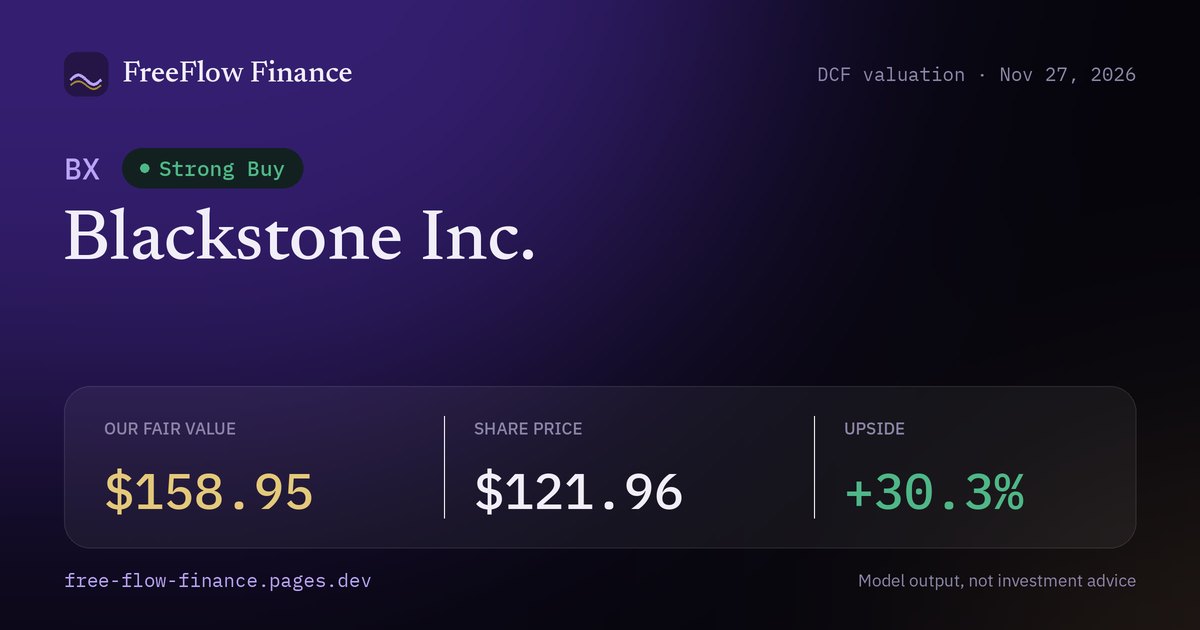 FreeFlow Finance
DCF valuation · Nov 27, 2026
BX
Strong Buy
Blackstone Inc.
OUR FAIR VALUE
$158.95
SHARE PRICE
$121.96
UPSIDE
+30.3%
free-flow-finance.pages.dev
Model output, not investment advice